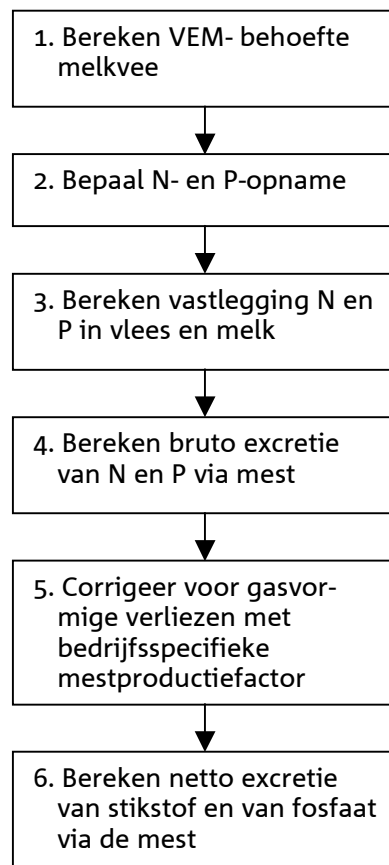 1. Bereken VEM- behoefte
melkvee
2. Bepaal N- en P-opname
3. Bereken vastlegging N en
P in vlees en melk
4. Bereken bruto excretie
van N en P via mest
5. Corrigeer voor gasvor-
mige verliezen met
bedrijfsspecifieke
mestproductiefactor
6. Bereken netto excretie
van stikstof en van fosfaat
via de mest